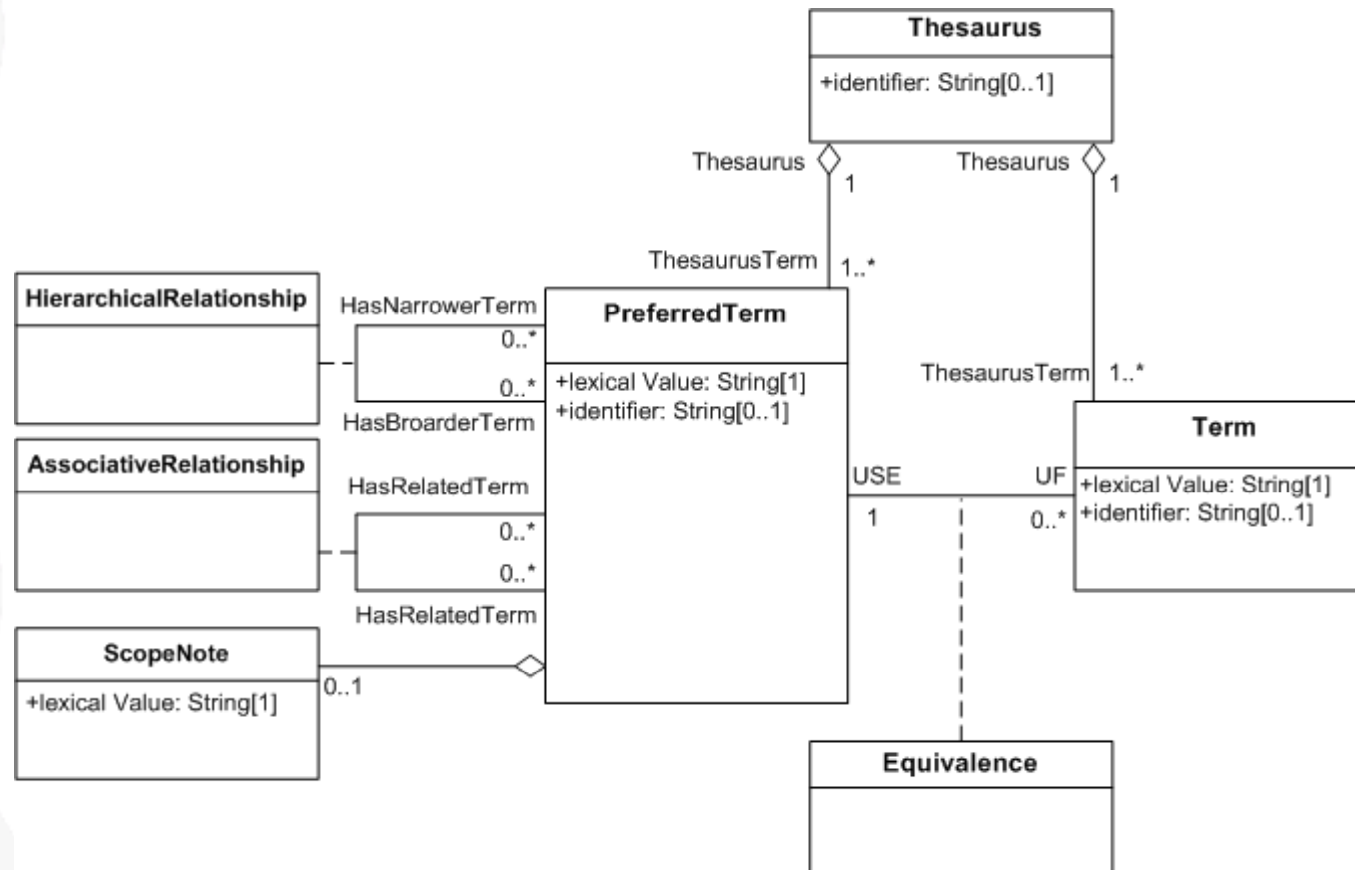 Thesaurus
+identifier: String[0..1]
Thesaurus
1
Thesaurus
1
ThesaurusTerm
1..*
HierarchicalRelationship
HasNarrowerTerm
0..*
0..*
HasBroarderTerm
PreferredTerm
+lexical Value: String[1]
+identifier: String[0..1]
ThesaurusTerm
1..*
Term
+lexical Value: String[1]
+identifier: String[0..1]
USE
1
UF
0..*
AssociativeRelationship
HasRelatedTerm
0..*
0..*
HasRelatedTerm
ScopeNote
+lexical Value: String[1]
0..1
Equivalence